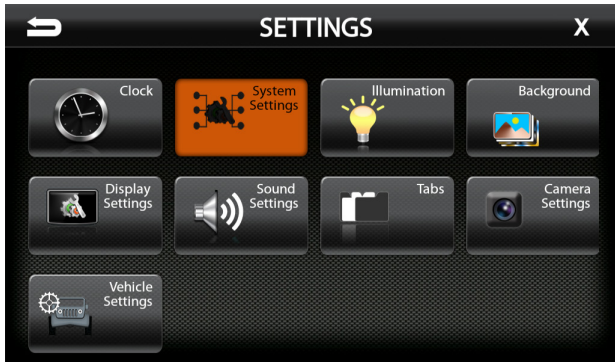 SETTINGS X
Clock
System
Settings
Illumination
Background
Display
Settings
Sound
Settings
Tabs
Camera
Settings
Vehicle
Settings